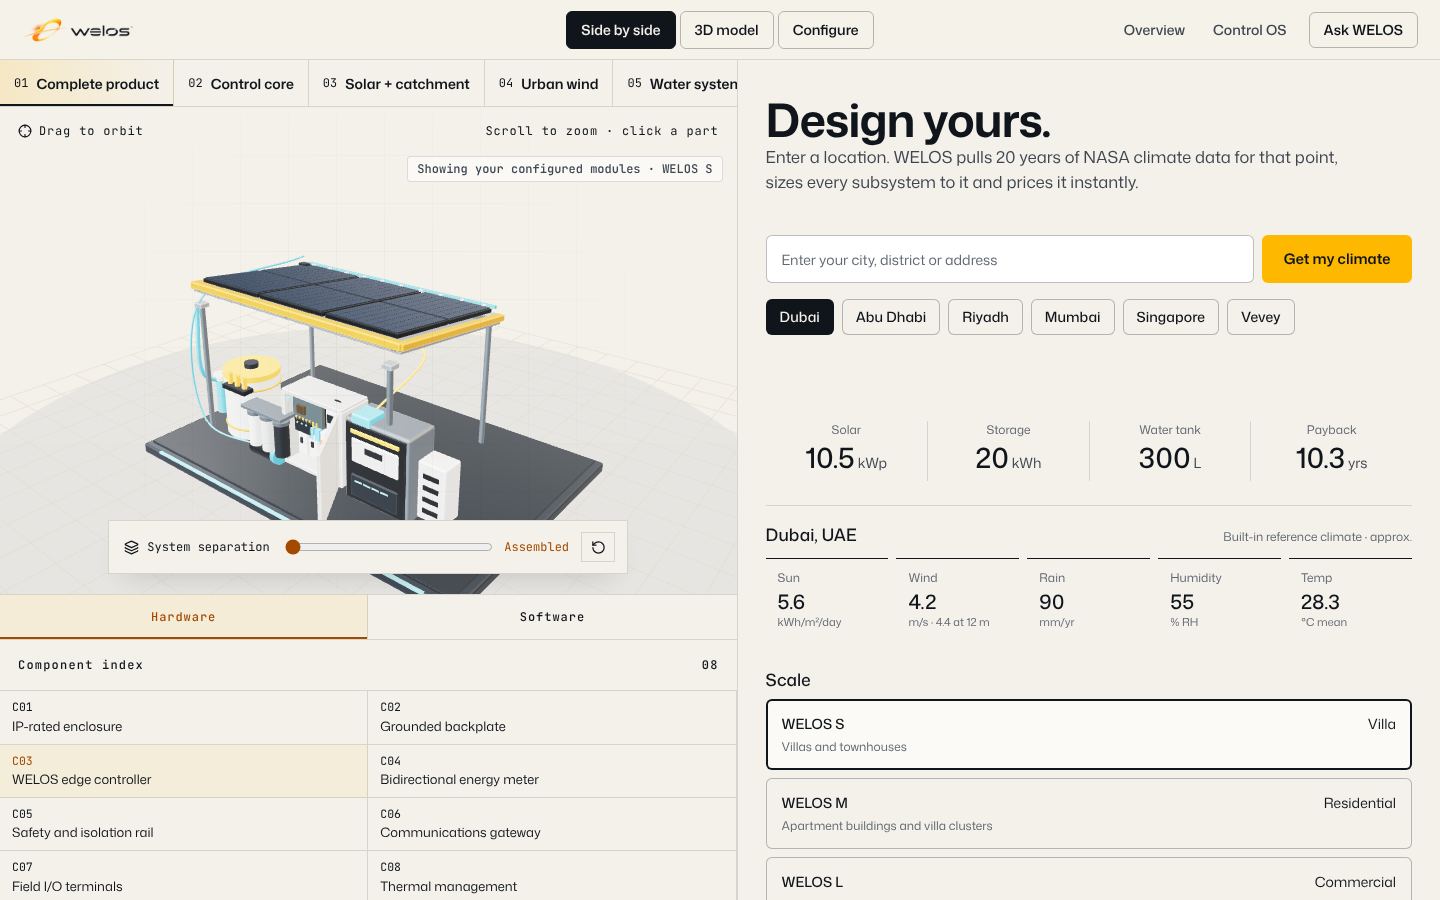 welos
Side by side
3D model
Configure
Overview
Control OS
Ask WELOS
01 Complete product
02 Control core
03 Solar + catchment
04 Urban wind
05 Water system
Drag to orbit
Scroll to zoom · click a part
Showing your configured modules · WELOS S
System separation
Assembled
Hardware
Software
Component index
08
C01
IP-rated enclosure
C02
Grounded backplate
C03
WELOS edge controller
C04
Bidirectional energy meter
C05
Safety and isolation rail
C06
Communications gateway
C07
Field I/O terminals
C08
Thermal management
Design yours.
Enter a location. WELOS pulls 20 years of NASA climate data for that point,
sizes every subsystem to it and prices it instantly.
Enter your city, district or address
Get my climate
Dubai
Abu Dhabi
Riyadh
Mumbai
Singapore
Vevey
Solar
10.5 kWp
Storage
20 kWh
Water tank
300 L
Payback
10.3 yrs
Dubai, UAE
Built-in reference climate · approx.
Sun
5.6
kWh/m²/day
Wind
4.2
m/s · 4.4 at 12 m
Rain
90
mm/yr
Humidity
55
% RH
Temp
28.3
°C mean
Scale
WELOS S
Villa
Villas and townhouses
WELOS M
Residential
Apartment buildings and villa clusters
WELOS L
Commercial